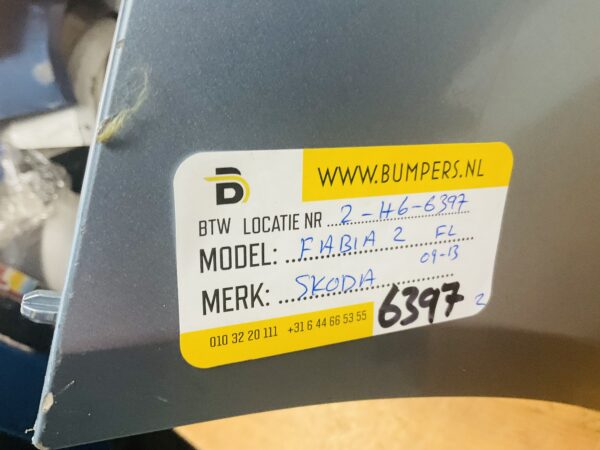 WWW.BUMPERS.NL
BTW LOCATIE NR 2-H6-6397
MODEL: FABIA 2 FL
09-13
MERK: SKODA
6397 2
010 32 20 111 +31 6 44 66 53 55